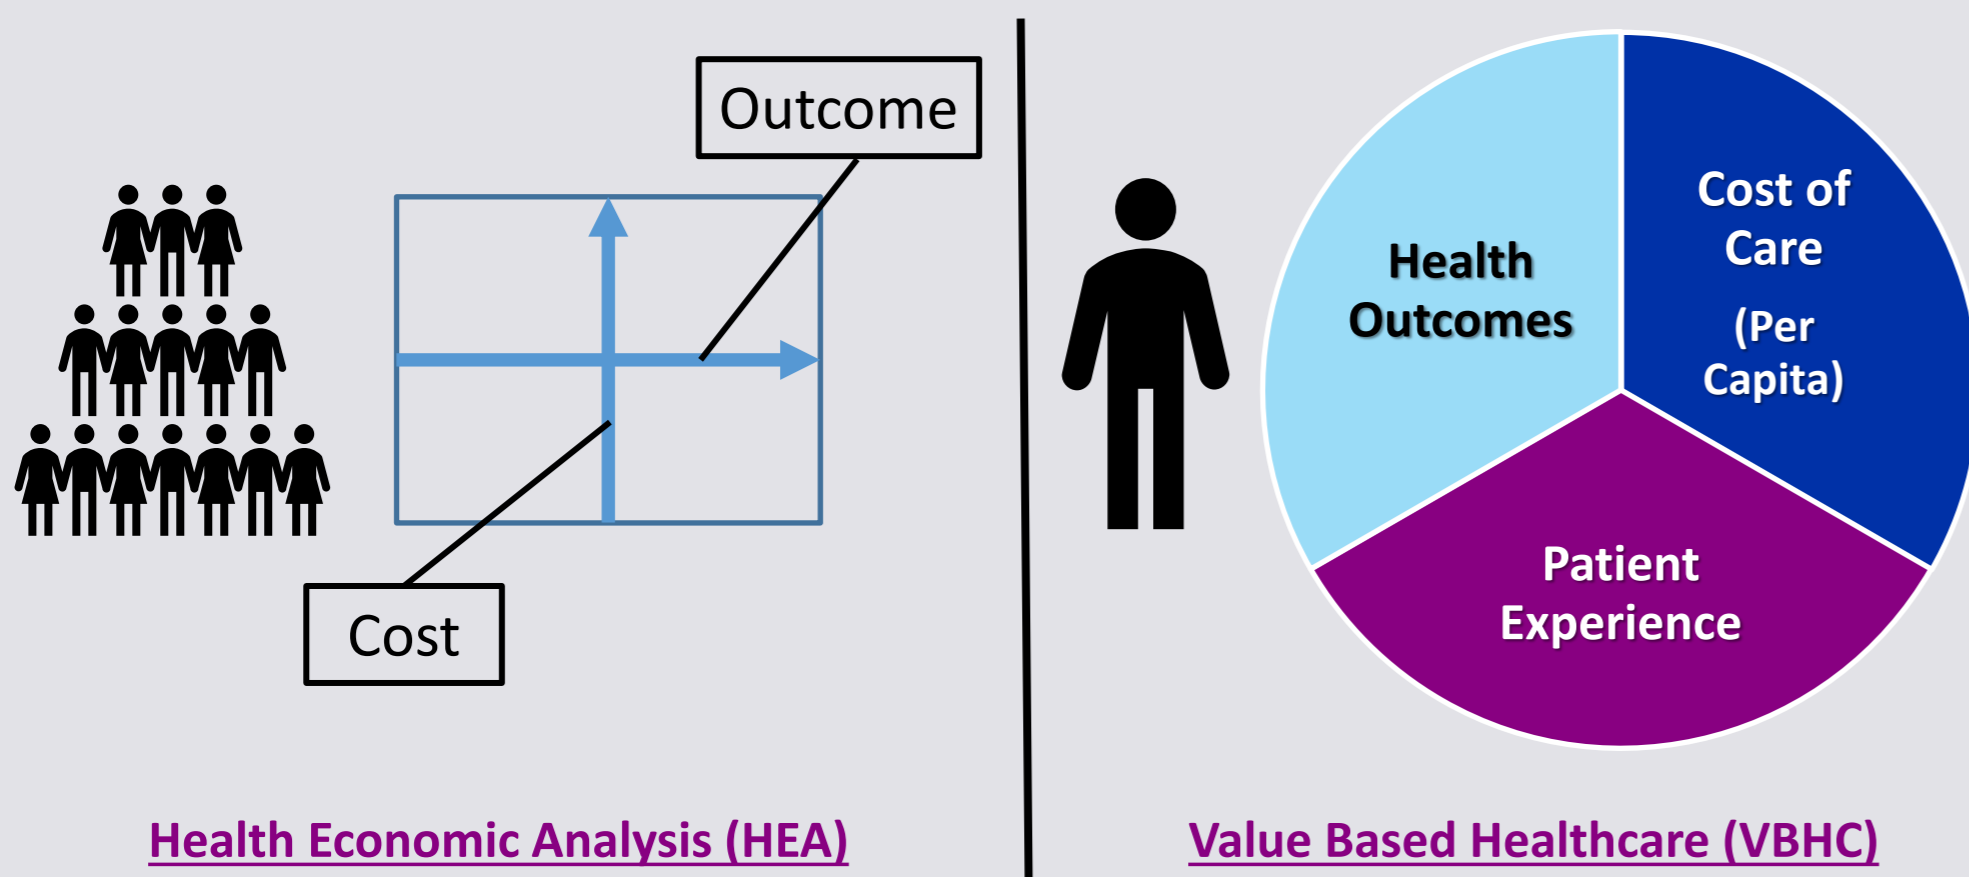 Outcome
Cost
Health Economic Analysis (HEA)
Health
Outcomes
Cost of
Care
(Per
Capita)
Patient
Experience
Value Based Healthcare (VBHC)